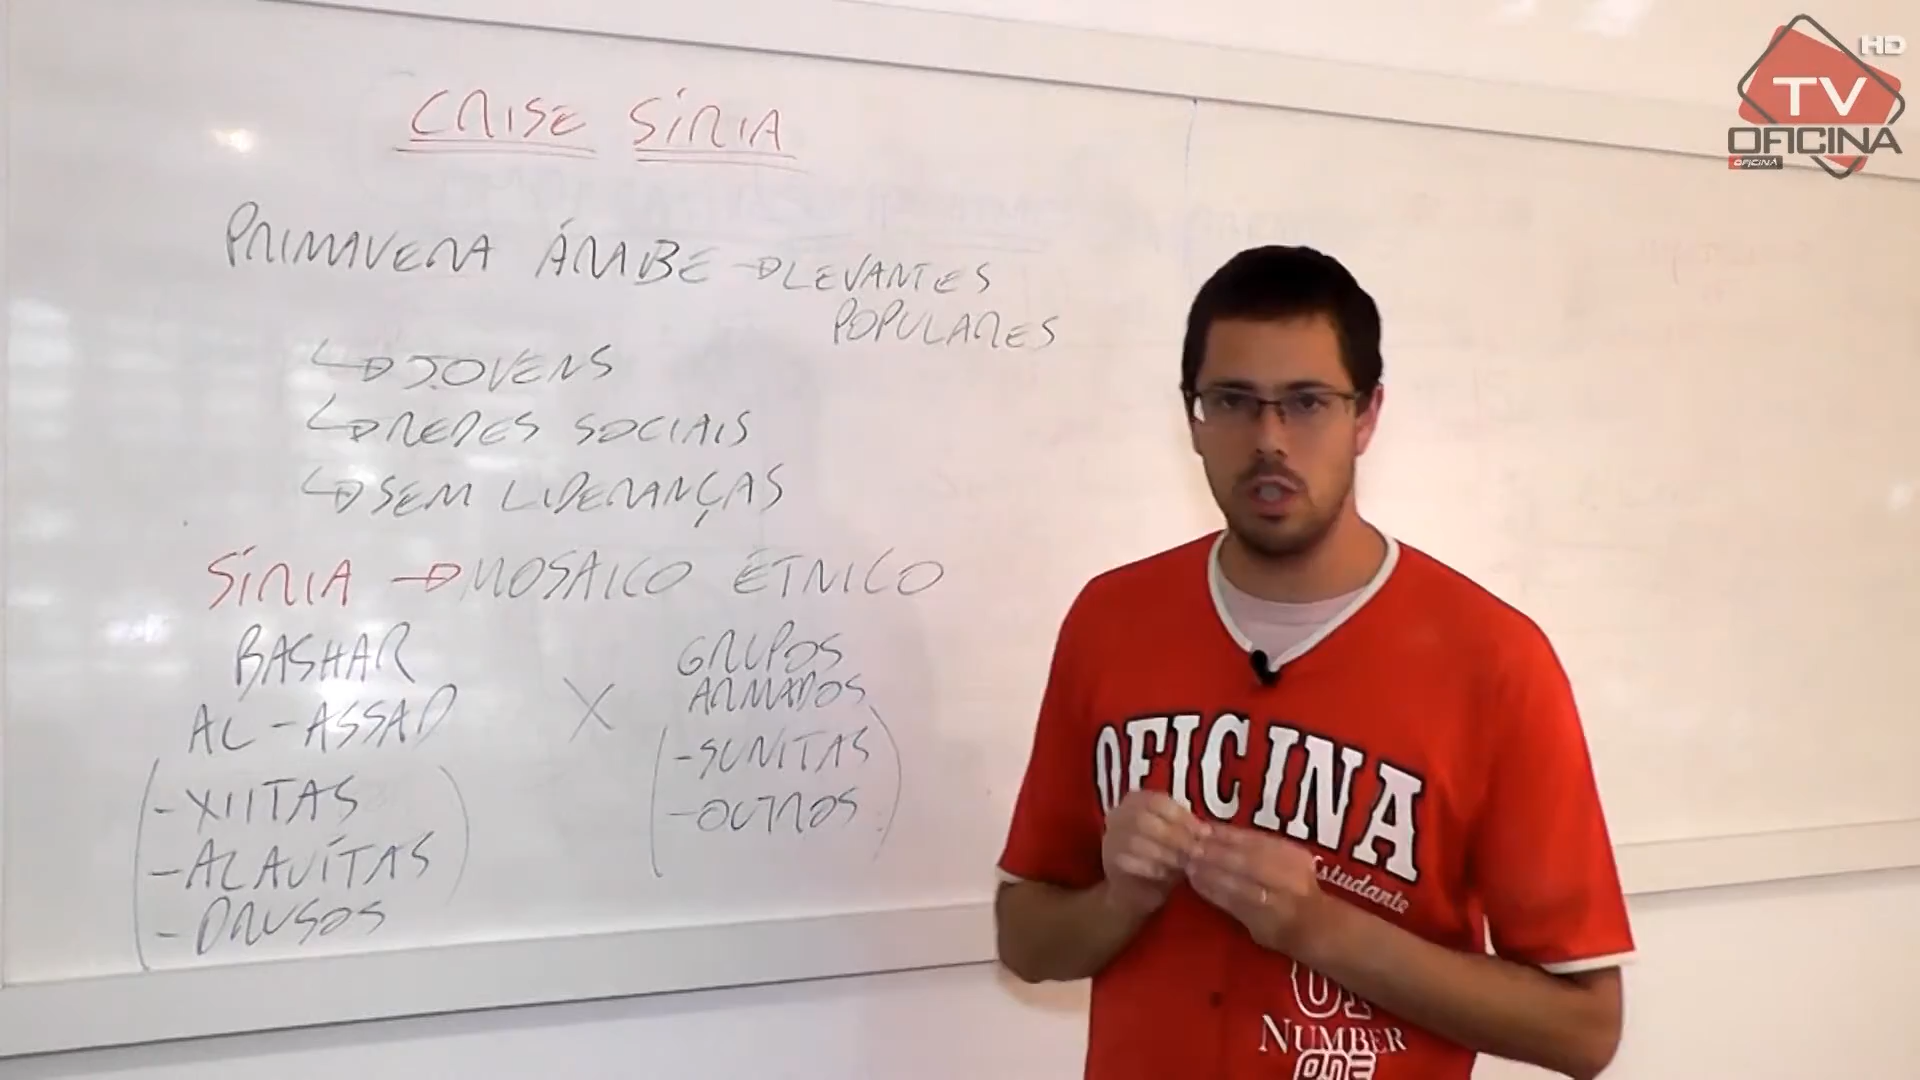 CRISE SÍRIA
PRIMAVERA ÁRABE → LEVANTES
POPULARES
↳ JOVENS
↳ REDES SOCIAIS
↳ SEM LIDERANÇAS
SÍRIA → MOSAICO ÉTNICO
BASHAR
AL-ASSAD
X
GRUPOS
ARMADOS
- XIITAS
- ALAUÍTAS
- DRUSOS
- SUNITAS
- OUTROS
HD
TV
OFICINA
OFICINA
OFICINA
Estudante
NUMBER
ONE